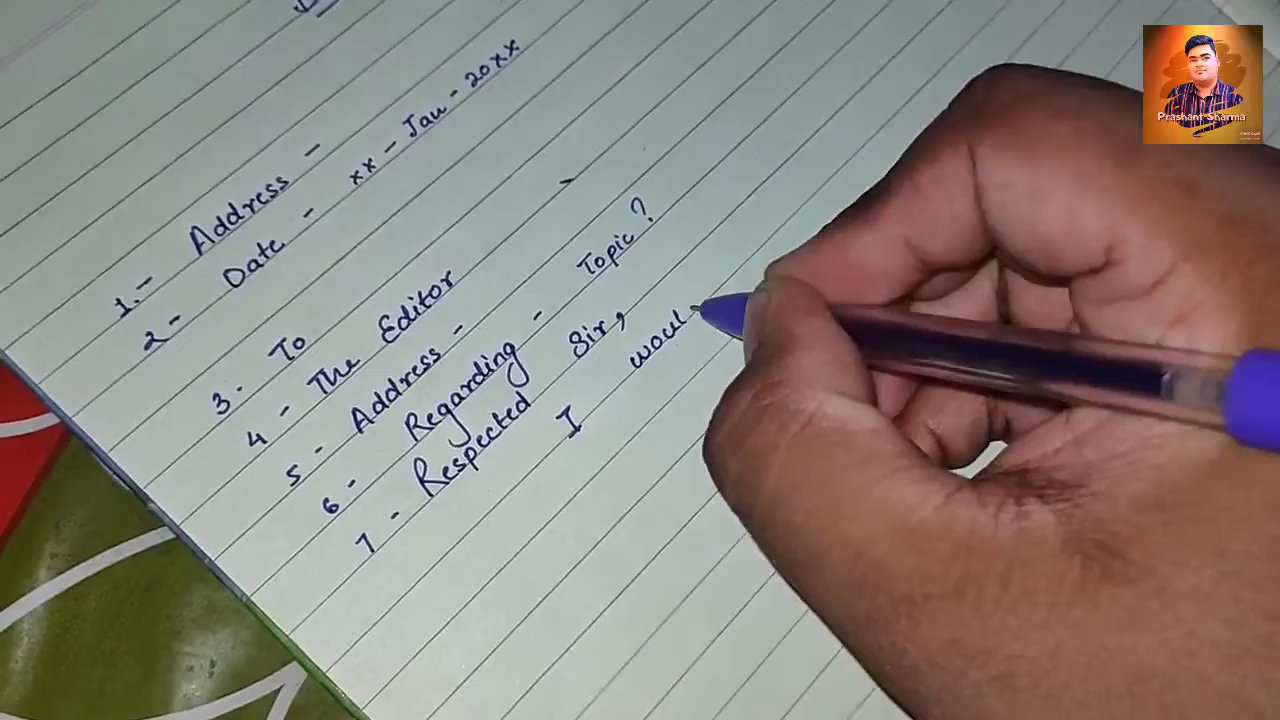 1.- Address -
2- Date - xx - Jan - 20xx
3. To
4 - The Editor
5 - Address -
6 - Regarding - Topic ?
7 - Respected Sir,
I woul
Prashant Sharma